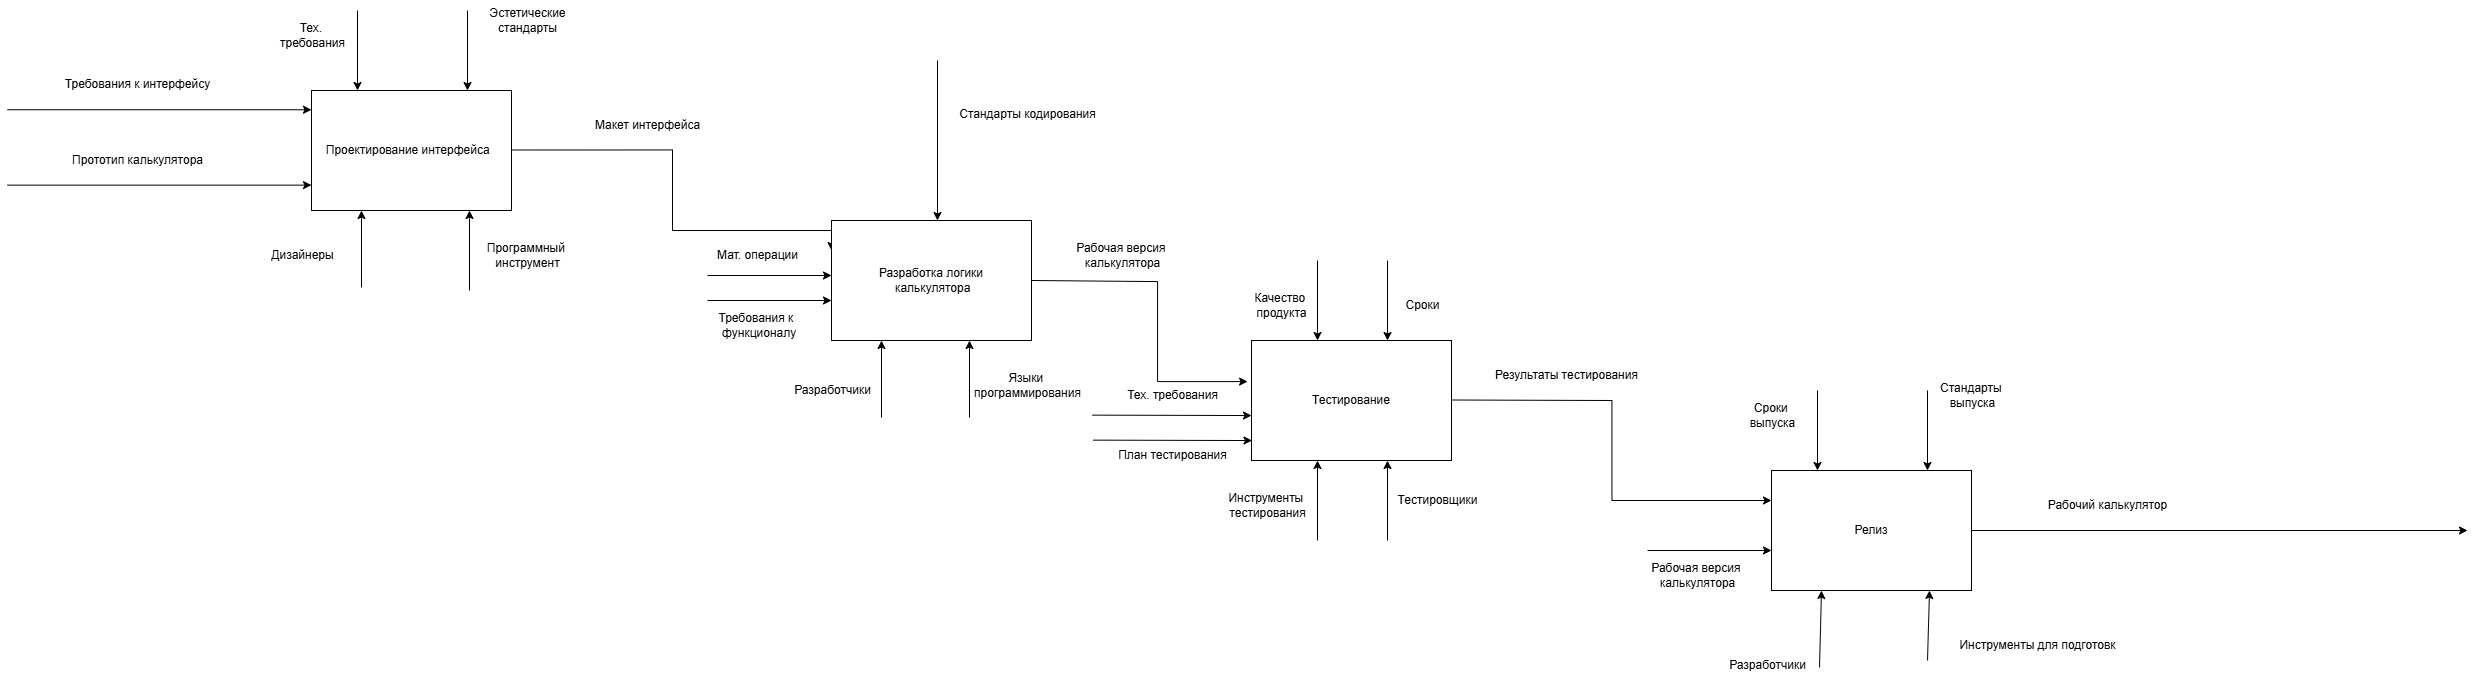 Тех.
требования
Эстетические
стандарты
Требования к интерфейсу
Прототип калькулятора
Проектирование интерфейса
Дизайнеры
Программный
инструмент
Макет интерфейса
Стандарты кодирования
Мат. операции
Требования к
функционалу
Разработка логики
калькулятора
Разработчики
Языки
программирования
Рабочая версия
калькулятора
Качество
продукта
Сроки
Тех. требования
План тестирования
Тестирование
Инструменты
тестирования
Тестировщики
Результаты тестирования
Сроки
выпуска
Стандарты
выпуска
Релиз
Рабочая версия
калькулятора
Разработчики
Инструменты для подготовк
Рабочий калькулятор